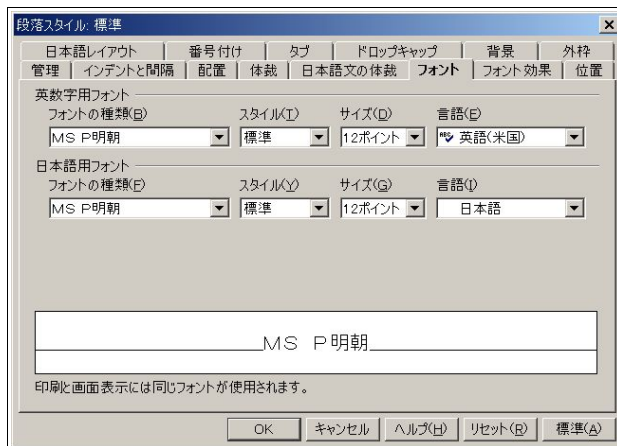 段落スタイル: 標準
日本語レイアウト 番号付け タブ ドロップキャップ 背景 外枠
管理 インデントと間隔 配置 体裁 日本語文の体裁 フォント フォント効果 位置
英数字用フォント
フォントの種類(B) スタイル(T) サイズ(D) 言語(E)
MS P明朝 標準 12ポイント 英語(米国)
日本語用フォント
フォントの種類(F) スタイル(Y) サイズ(G) 言語(I)
MS P明朝 標準 12ポイント 日本語
MS P明朝
印刷と画面表示には同じフォントが使用されます。
OK キャンセル ヘルプ(H) リセット(R) 標準(A)